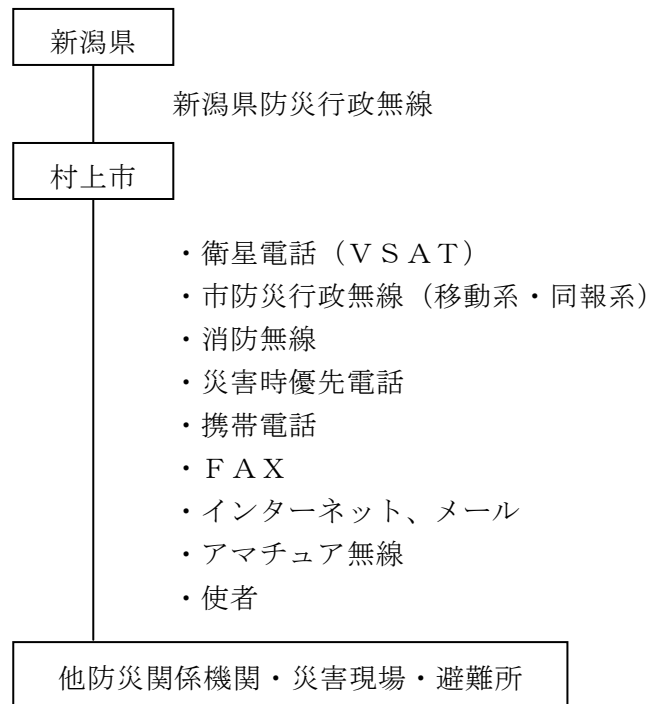 新潟県
新潟県防災行政無線
村上市
・衛星電話（ＶＳＡＴ）
・市防災行政無線（移動系・同報系）
・消防無線
・災害時優先電話
・携帯電話
・ＦＡＸ
・インターネット、メール
・アマチュア無線
・使者
他防災関係機関・災害現場・避難所